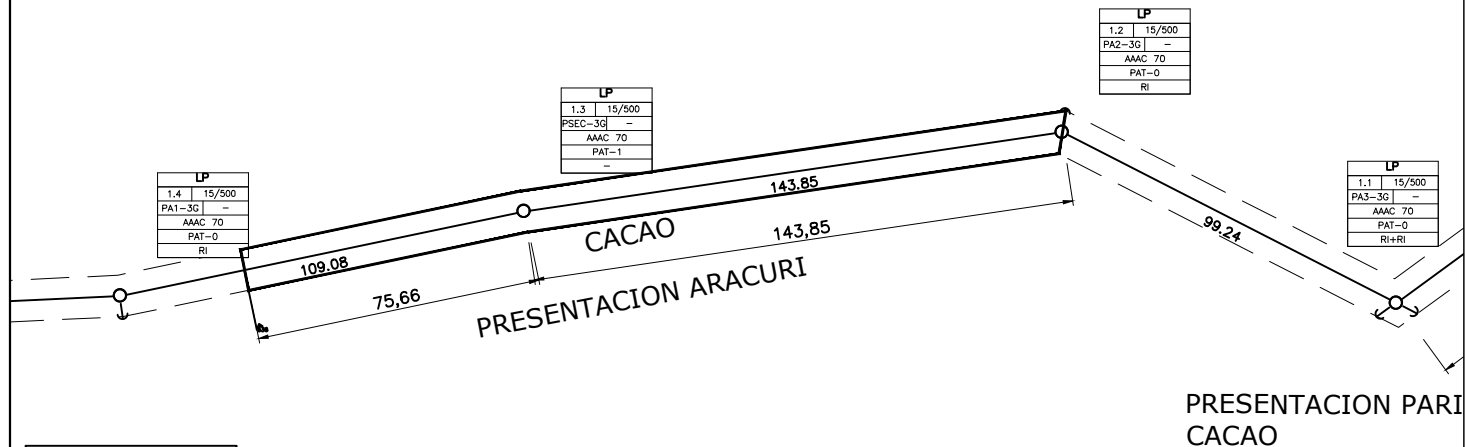 LP
1.2 15/500
PA2-3G -
AAAC 70
PAT-0
RI
LP
1.3 15/500
PSEC-3G -
AAAC 70
PAT-1
-
LP
1.1 15/500
PA3-3G -
AAAC 70
PAT-0
RI+RI
LP
1.4 15/500
PA1-3G -
AAAC 70
PAT-0
RI
143.85
CACAO
143,85
99.24
109.08
75,66
PRESENTACION ARACURI
PRESENTACION PARI
CACAO